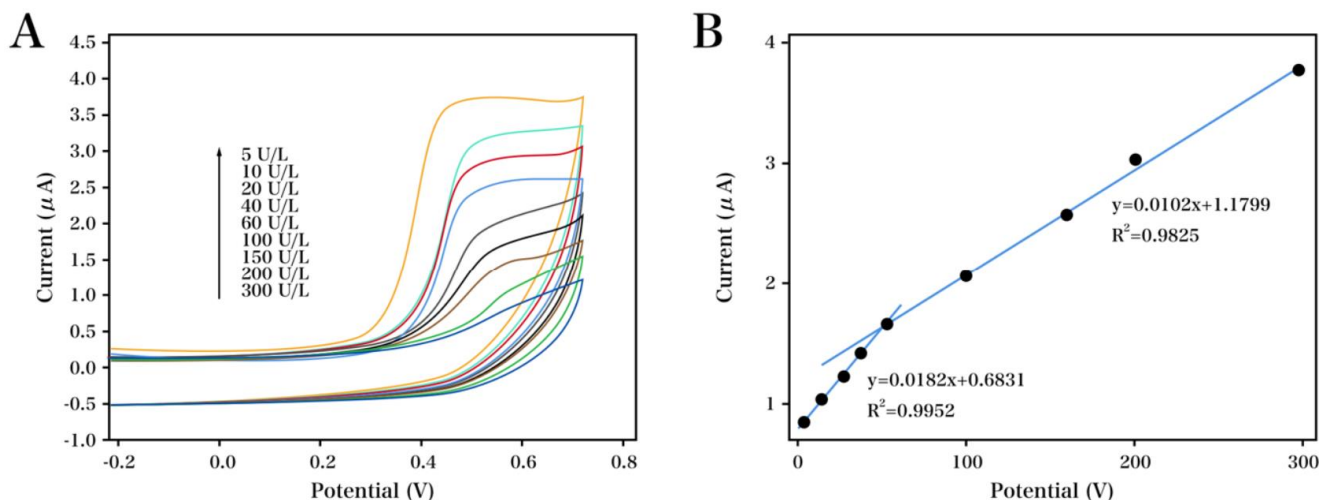 A
4.5
4.0
3.5
3.0
2.5
2.0
1.5
1.0
0.5
0.0
-0.5
-1.0
Current (μA)
5 U/L
10 U/L
20 U/L
40 U/L
60 U/L
100 U/L
150 U/L
200 U/L
300 U/L
-0.2 0.0 0.2 0.4 0.6 0.8
Potential (V)
B
4
3
2
1
Current (μA)
y=0.0102x+1.1799
R²=0.9825
y=0.0182x+0.6831
R²=0.9952
0 100 200 300
Potential (V)